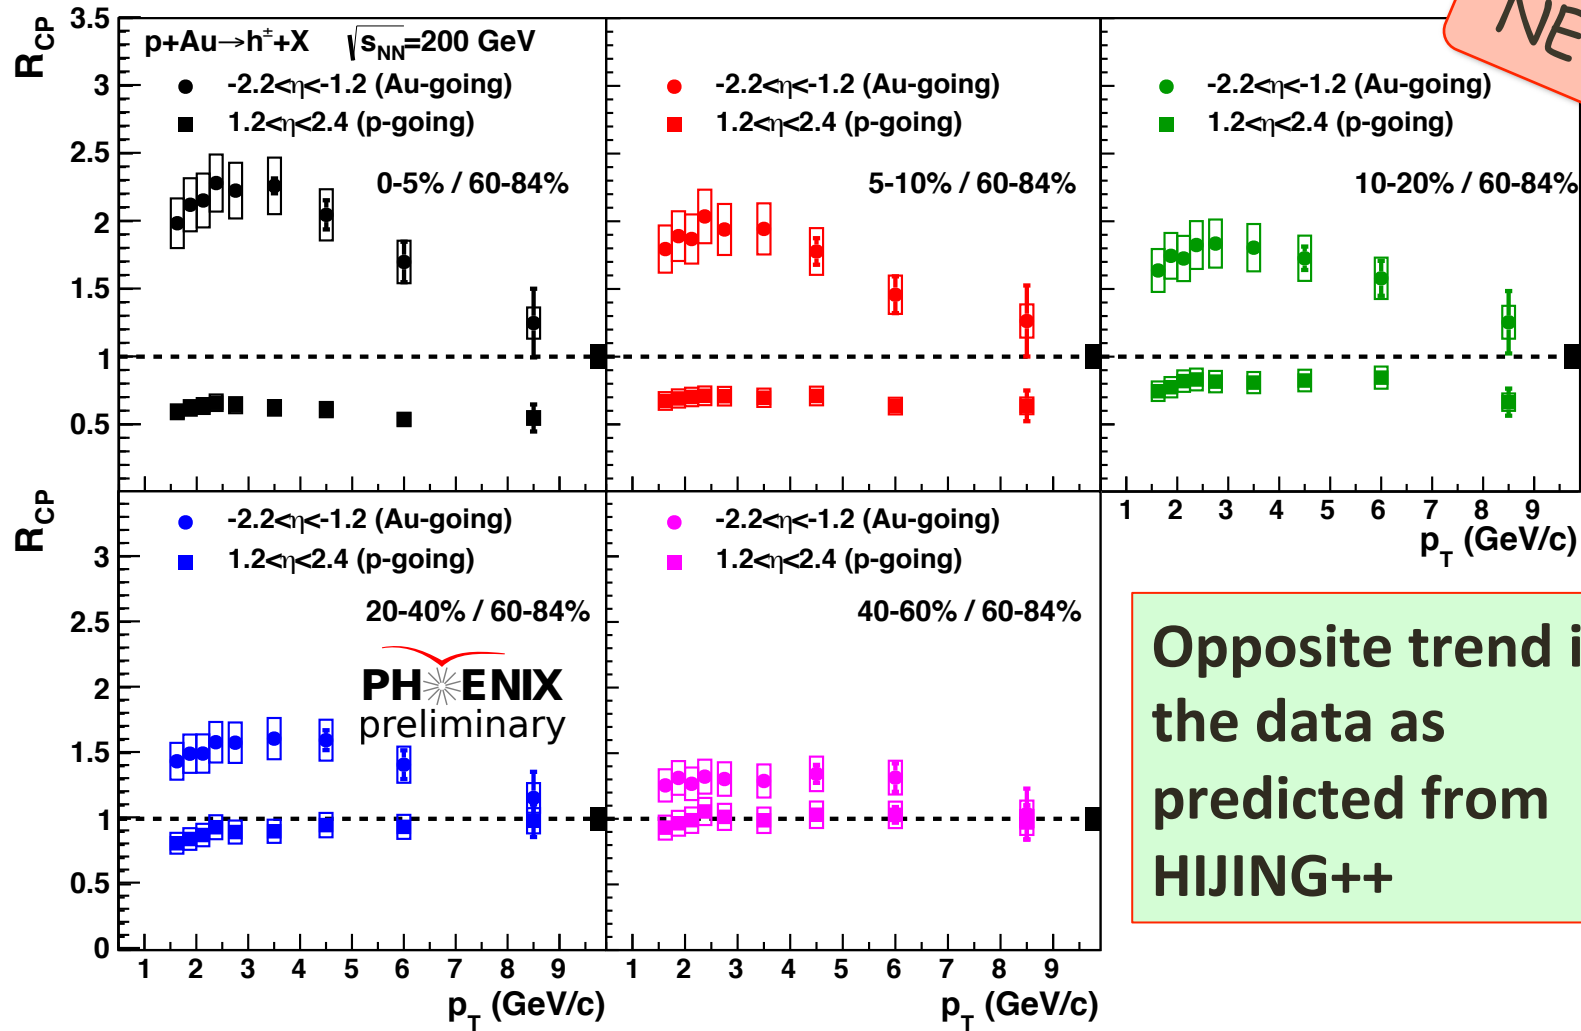 3.5
R_CP
p+Au→h±+X √s_NN=200 GeV
-2.2<η<-1.2 (Au-going)
1.2<η<2.4 (p-going)
0-5% / 60-84%
3
2.5
2
1.5
1
0.5
-2.2<η<-1.2 (Au-going)
1.2<η<2.4 (p-going)
5-10% / 60-84%
-2.2<η<-1.2 (Au-going)
1.2<η<2.4 (p-going)
10-20% / 60-84%
1 2 3 4 5 6 7 8 9
p_T (GeV/c)
R_CP
-2.2<η<-1.2 (Au-going)
1.2<η<2.4 (p-going)
20-40% / 60-84%
PHENIX
preliminary
3
2.5
2
1.5
1
0.5
0
1 2 3 4 5 6 7 8 9
p_T (GeV/c)
-2.2<η<-1.2 (Au-going)
1.2<η<2.4 (p-going)
40-60% / 60-84%
1 2 3 4 5 6 7 8 9
p_T (GeV/c)
Opposite trend i
the data as
predicted from
HIJING++